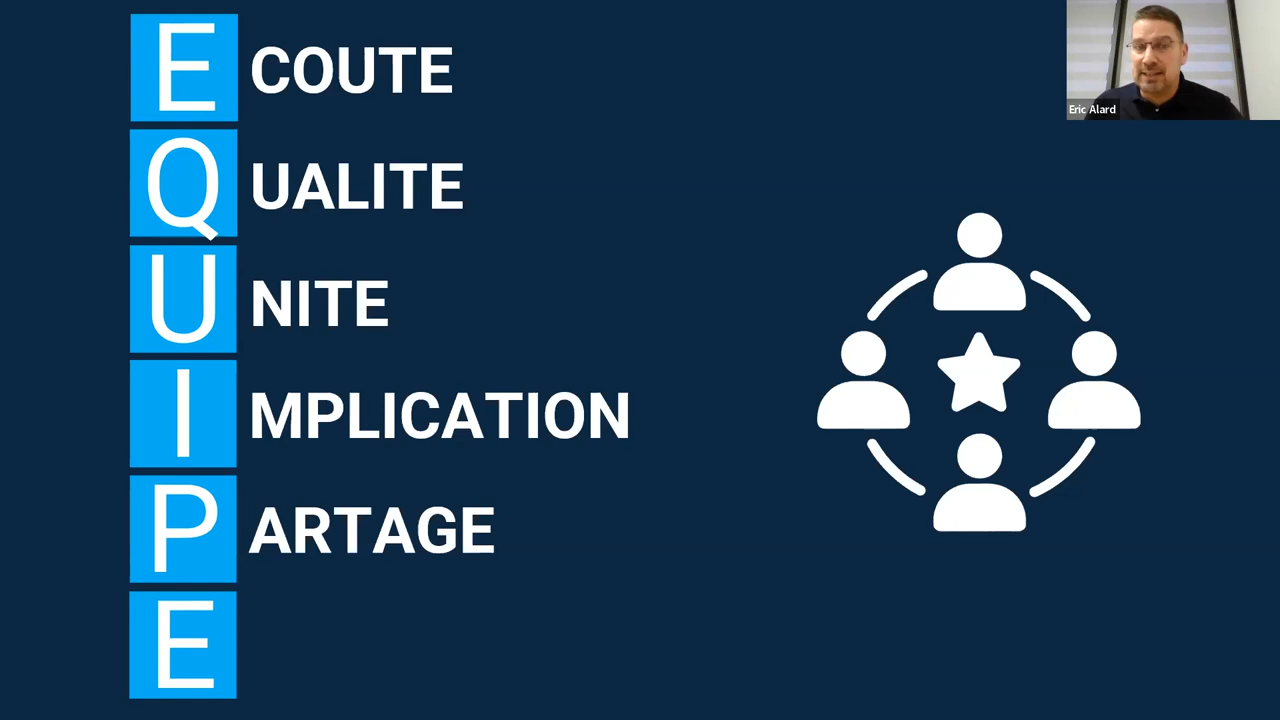 ECOUTE
QUALITE
UNITE
IMPLICATION
PARTAGE
E
Eric Alard